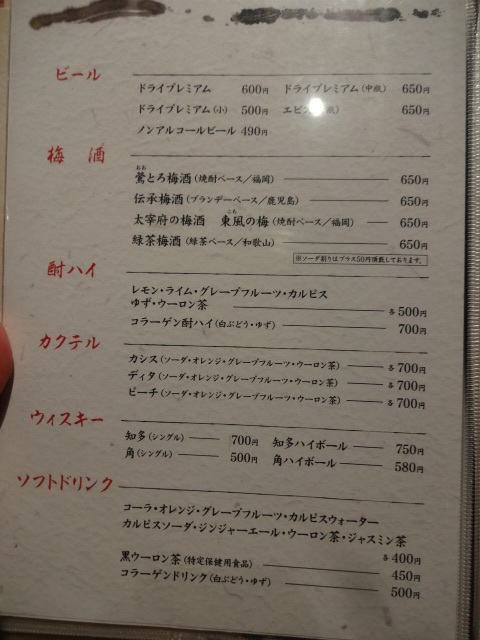 ビール
ドライプレミアム 600円 ドライプレミアム(中瓶) 650円
ドライプレミアム(小) 500円 エビス 650円
ノンアルコールビール 490円
梅酒
おお
鶯とろ梅酒(焼酎ベース/福岡) 650円
伝承梅酒(ブランデーベース/鹿児島) 650円
こち
太宰府の梅酒 東風の梅(焼酎ベース/福岡) 650円
緑茶梅酒(緑茶ベース/和歌山) 650円
※ソーダ割りはプラス50円頂戴しております。
酎ハイ
レモン・ライム・グレープフルーツ・カルピス
ゆず・ウーロン茶 各500円
コラーゲン酎ハイ(白ぶどう・ゆず) 700円
カクテル
カシス(ソーダ・オレンジ・グレープフルーツ・ウーロン茶) 各700円
ディタ(ソーダ・オレンジ・グレープフルーツ・ウーロン茶) 各700円
ピーチ(ソーダ・オレンジ・グレープフルーツ・ウーロン茶) 各700円
ウィスキー
知多(シングル) 700円 知多ハイボール 750円
角(シングル) 500円 角ハイボール 580円
ソフトドリンク
コーラ・オレンジ・グレープフルーツ・カルピスウォーター
カルピスソーダ・ジンジャーエール・ウーロン茶・ジャスミン茶
各400円
黒ウーロン茶(特定保健用食品) 450円
コラーゲンドリンク(白ぶどう・ゆず) 500円